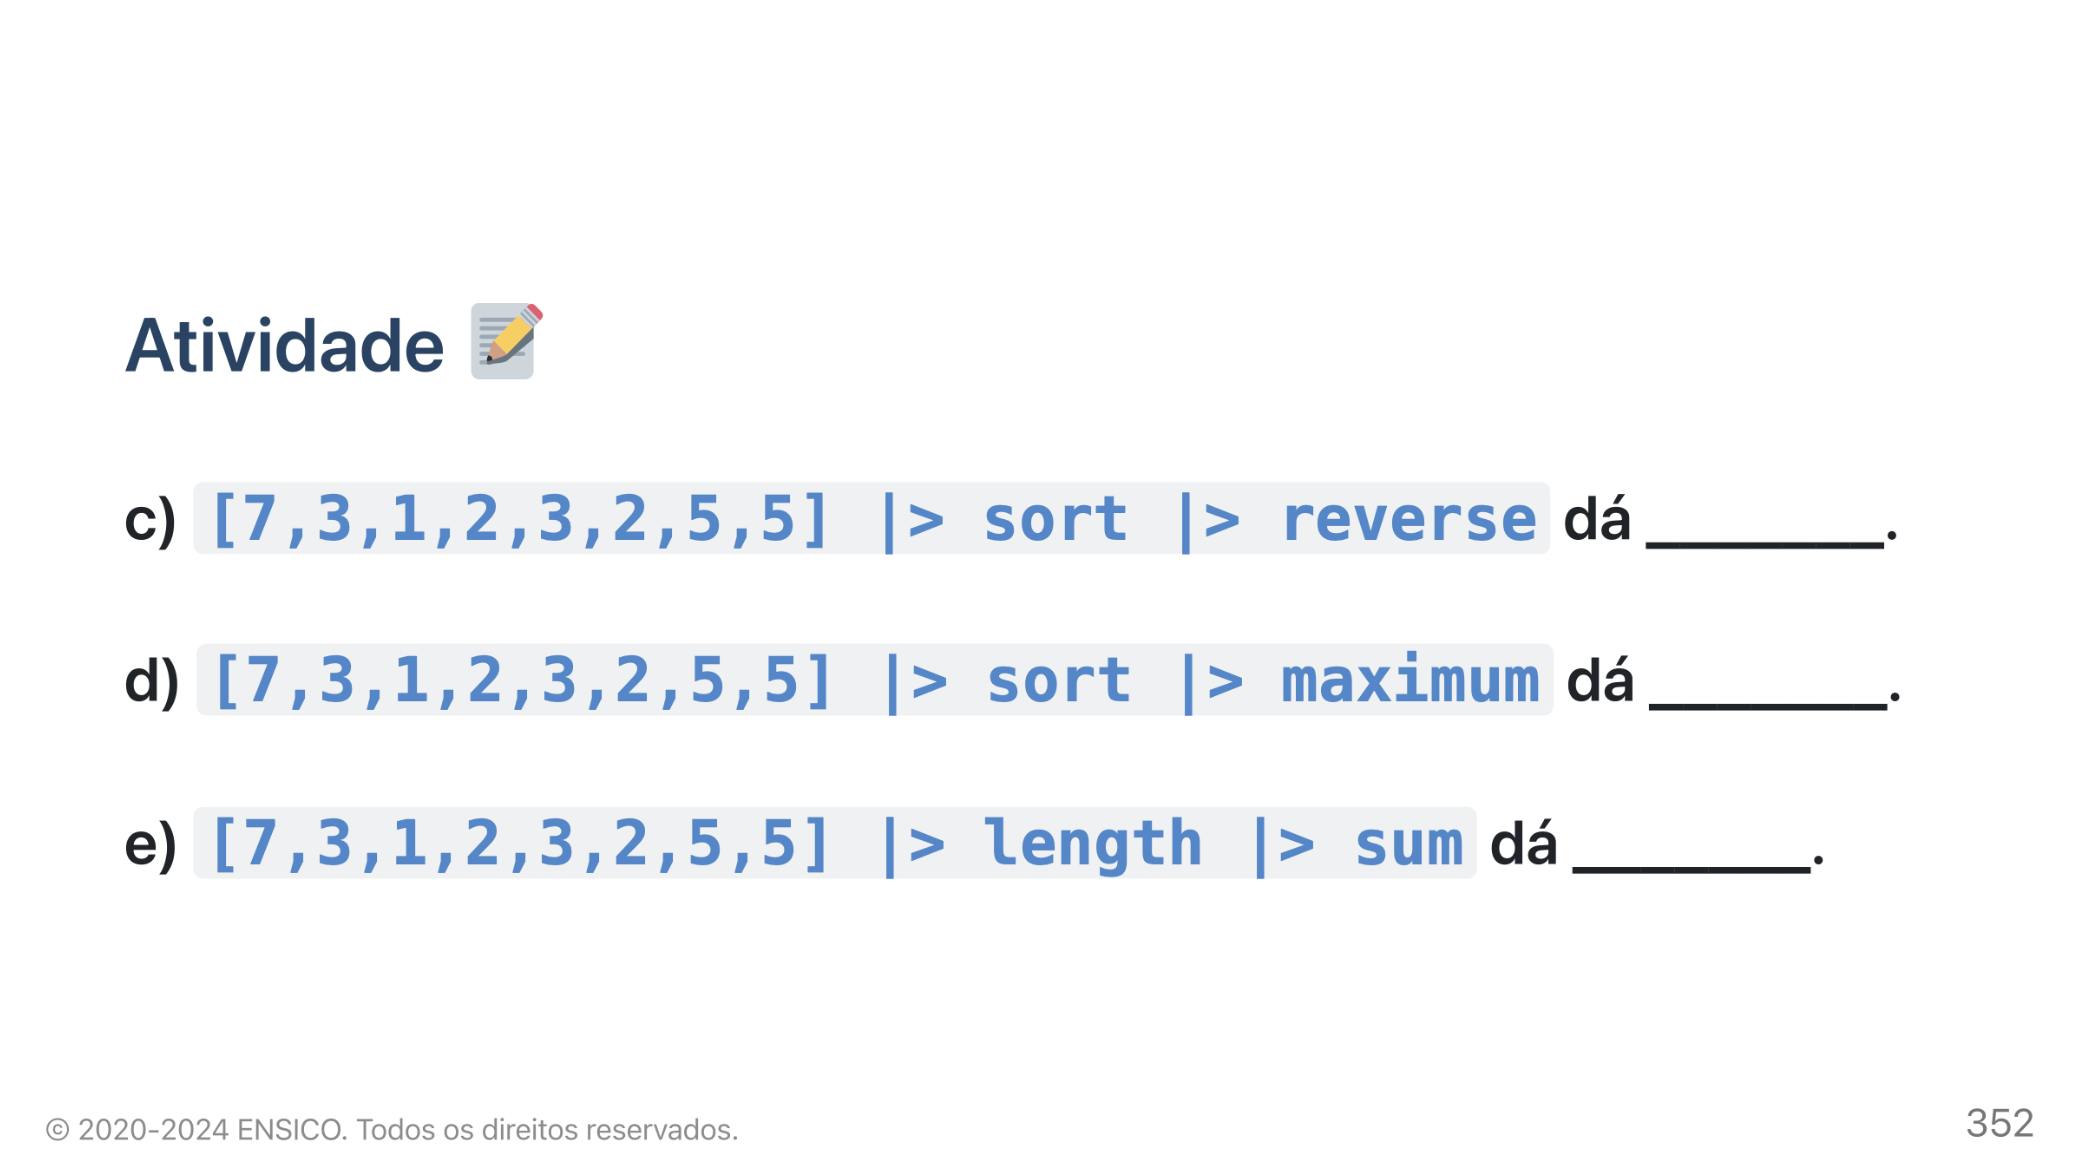 Atividade
c) [7,3,1,2,3,2,5,5] |> sort |> reverse dá ________.
d) [7,3,1,2,3,2,5,5] |> sort |> maximum dá ________.
e) [7,3,1,2,3,2,5,5] |> length |> sum dá ________.
© 2020-2024 ENSICO. Todos os direitos reservados.
352